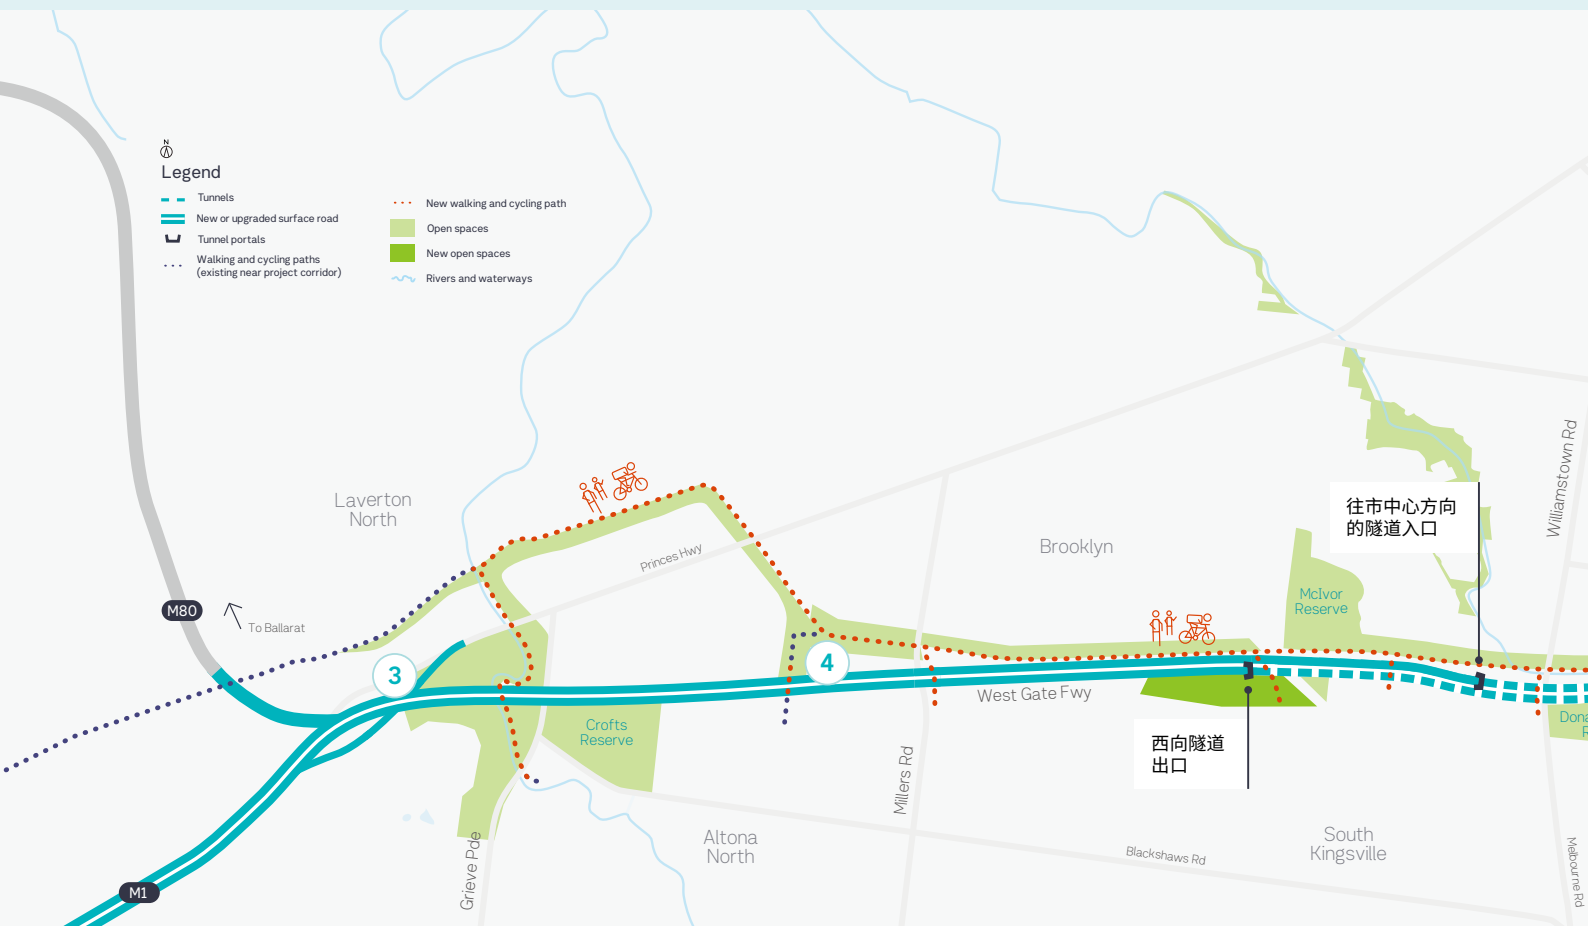 N
Legend
Tunnels
New or upgraded surface road
Tunnel portals
Walking and cycling paths
(existing near project corridor)
New walking and cycling path
Open spaces
New open spaces
Rivers and waterways
Laverton
North
Princes Hwy
Brooklyn
往市中心方向
的隧道入口
Williamstown Rd
McIvor
Reserve
M80
To Ballarat
3
4
West Gate Fwy
Crofts
Reserve
Dona
R
西向隧道
出口
Millers Rd
Altona
North
Grieve Pde
Blackshaws Rd
South
Kingsville
Melbourne Rd
M1